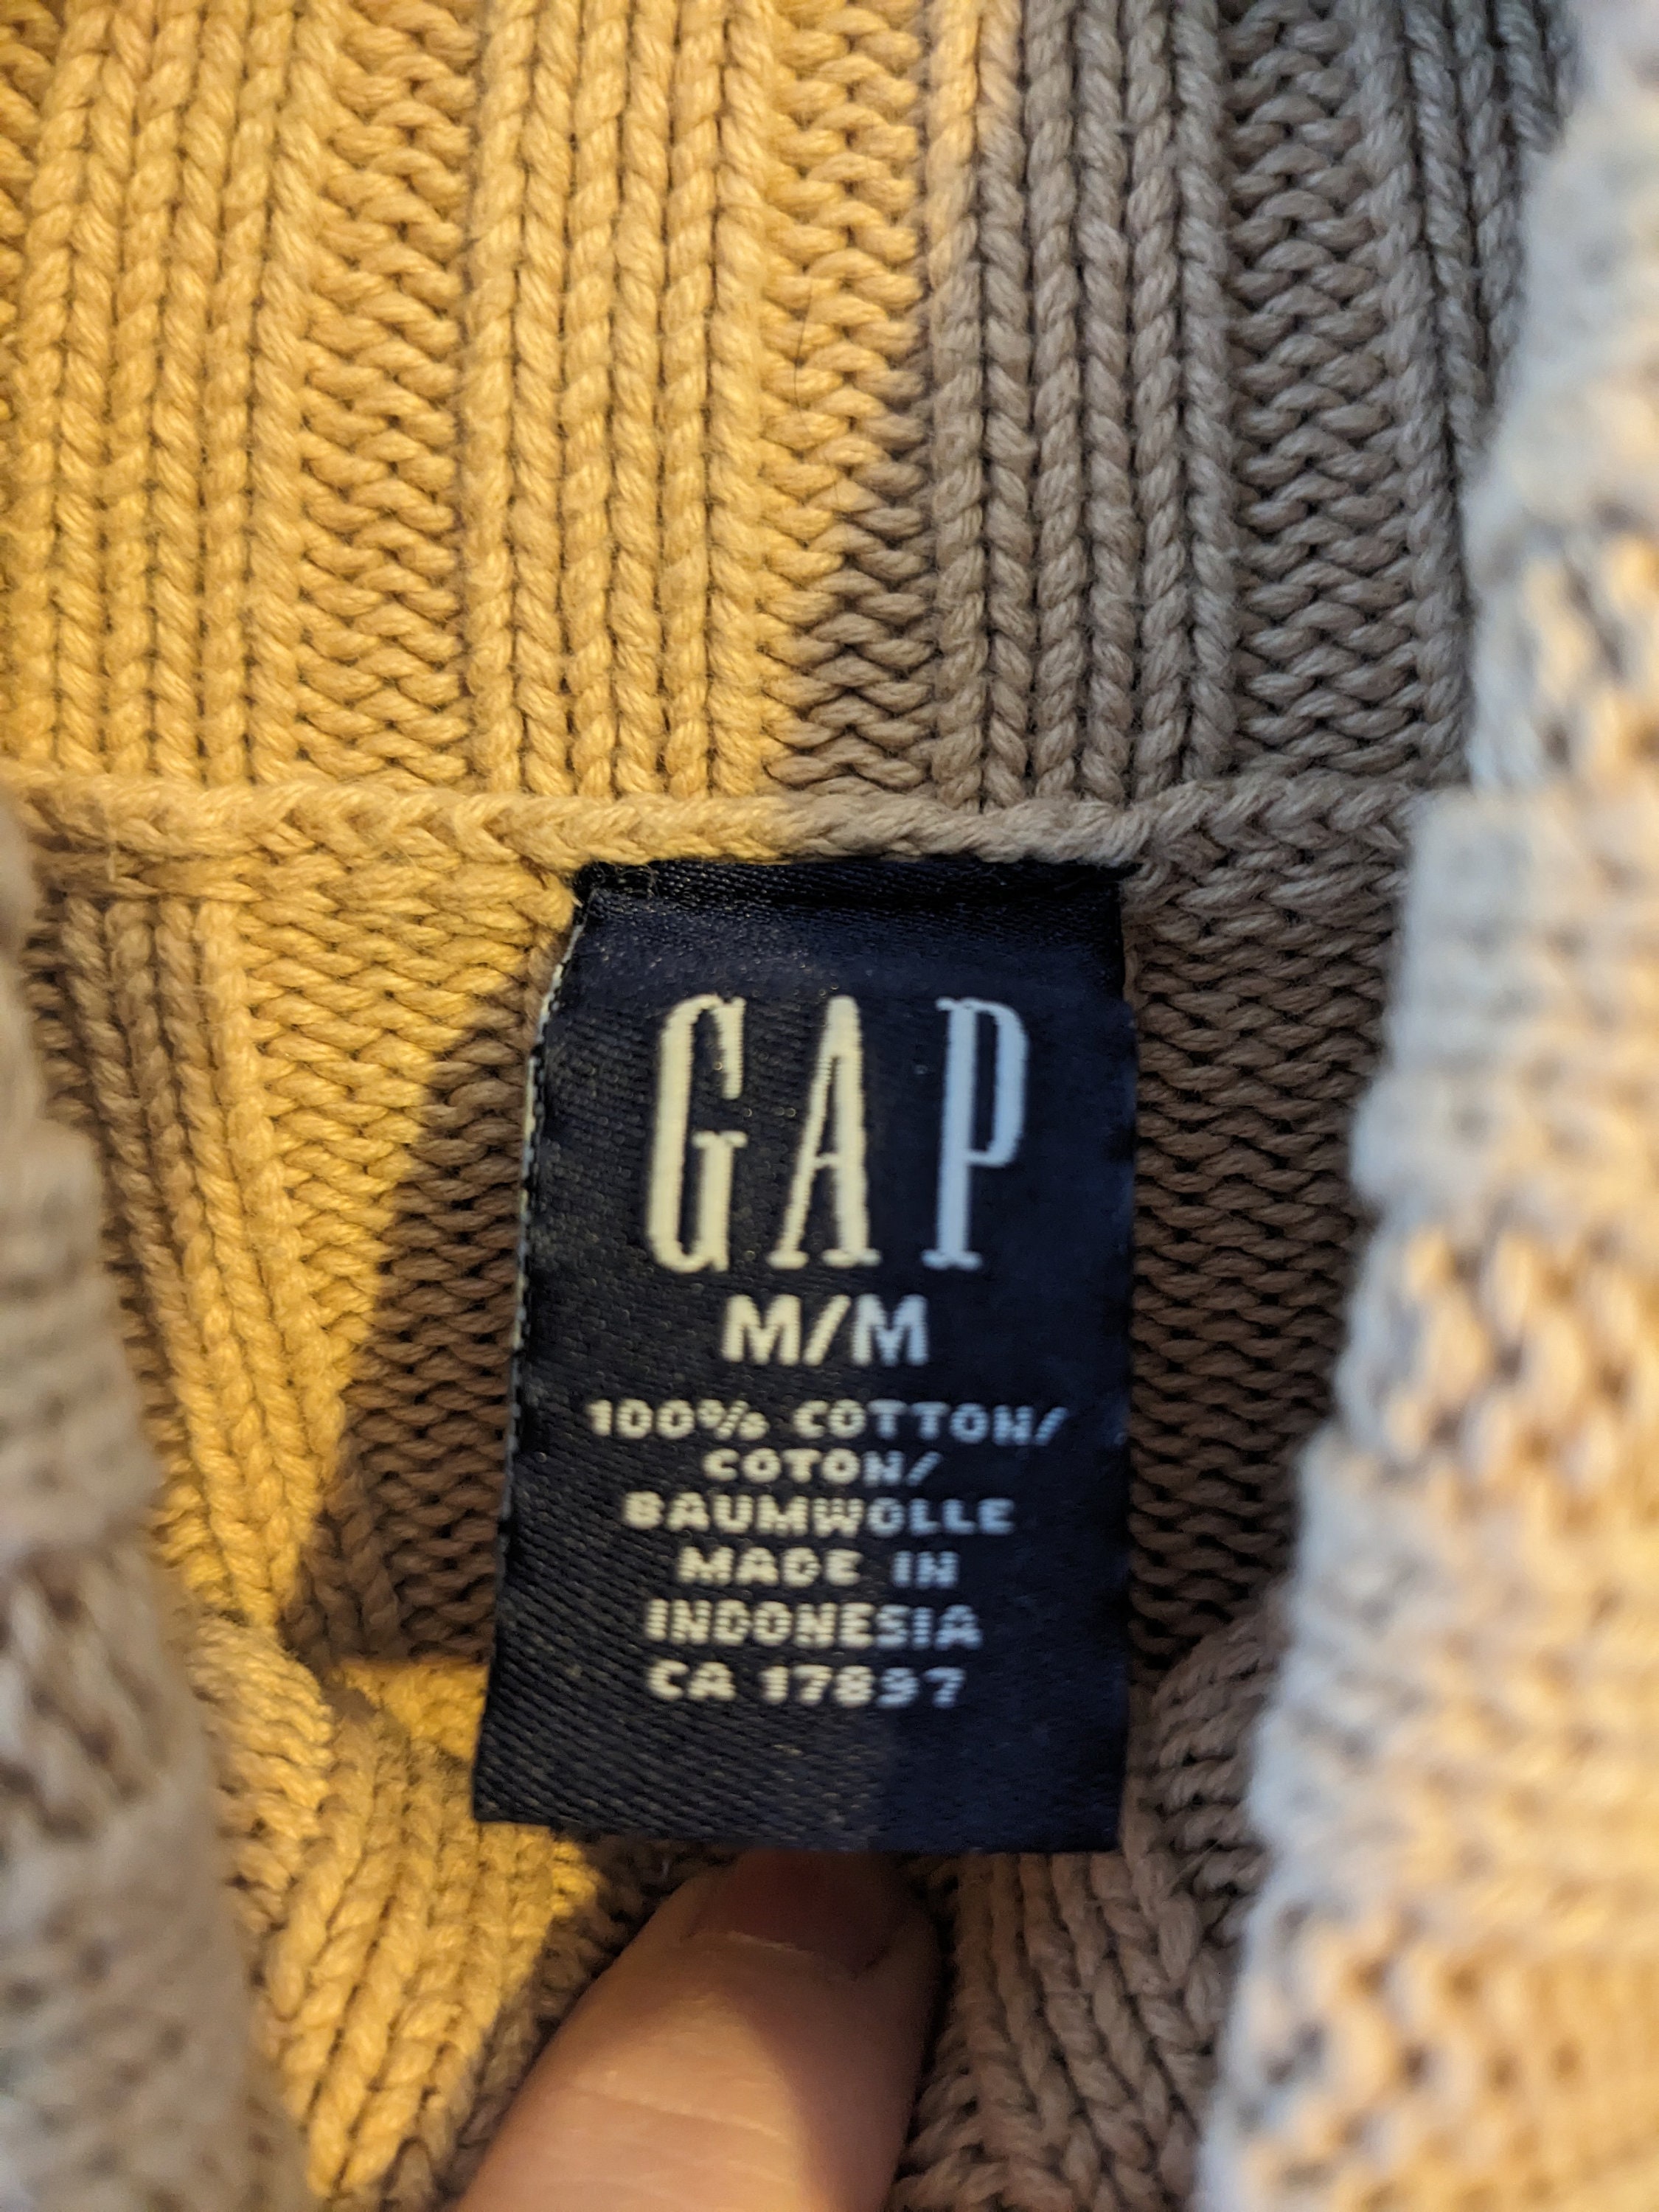 GAP
M/M
100% COTTON/
COTON/
BAUMWOLLE
MADE IN
INDONESIA
CA 17897